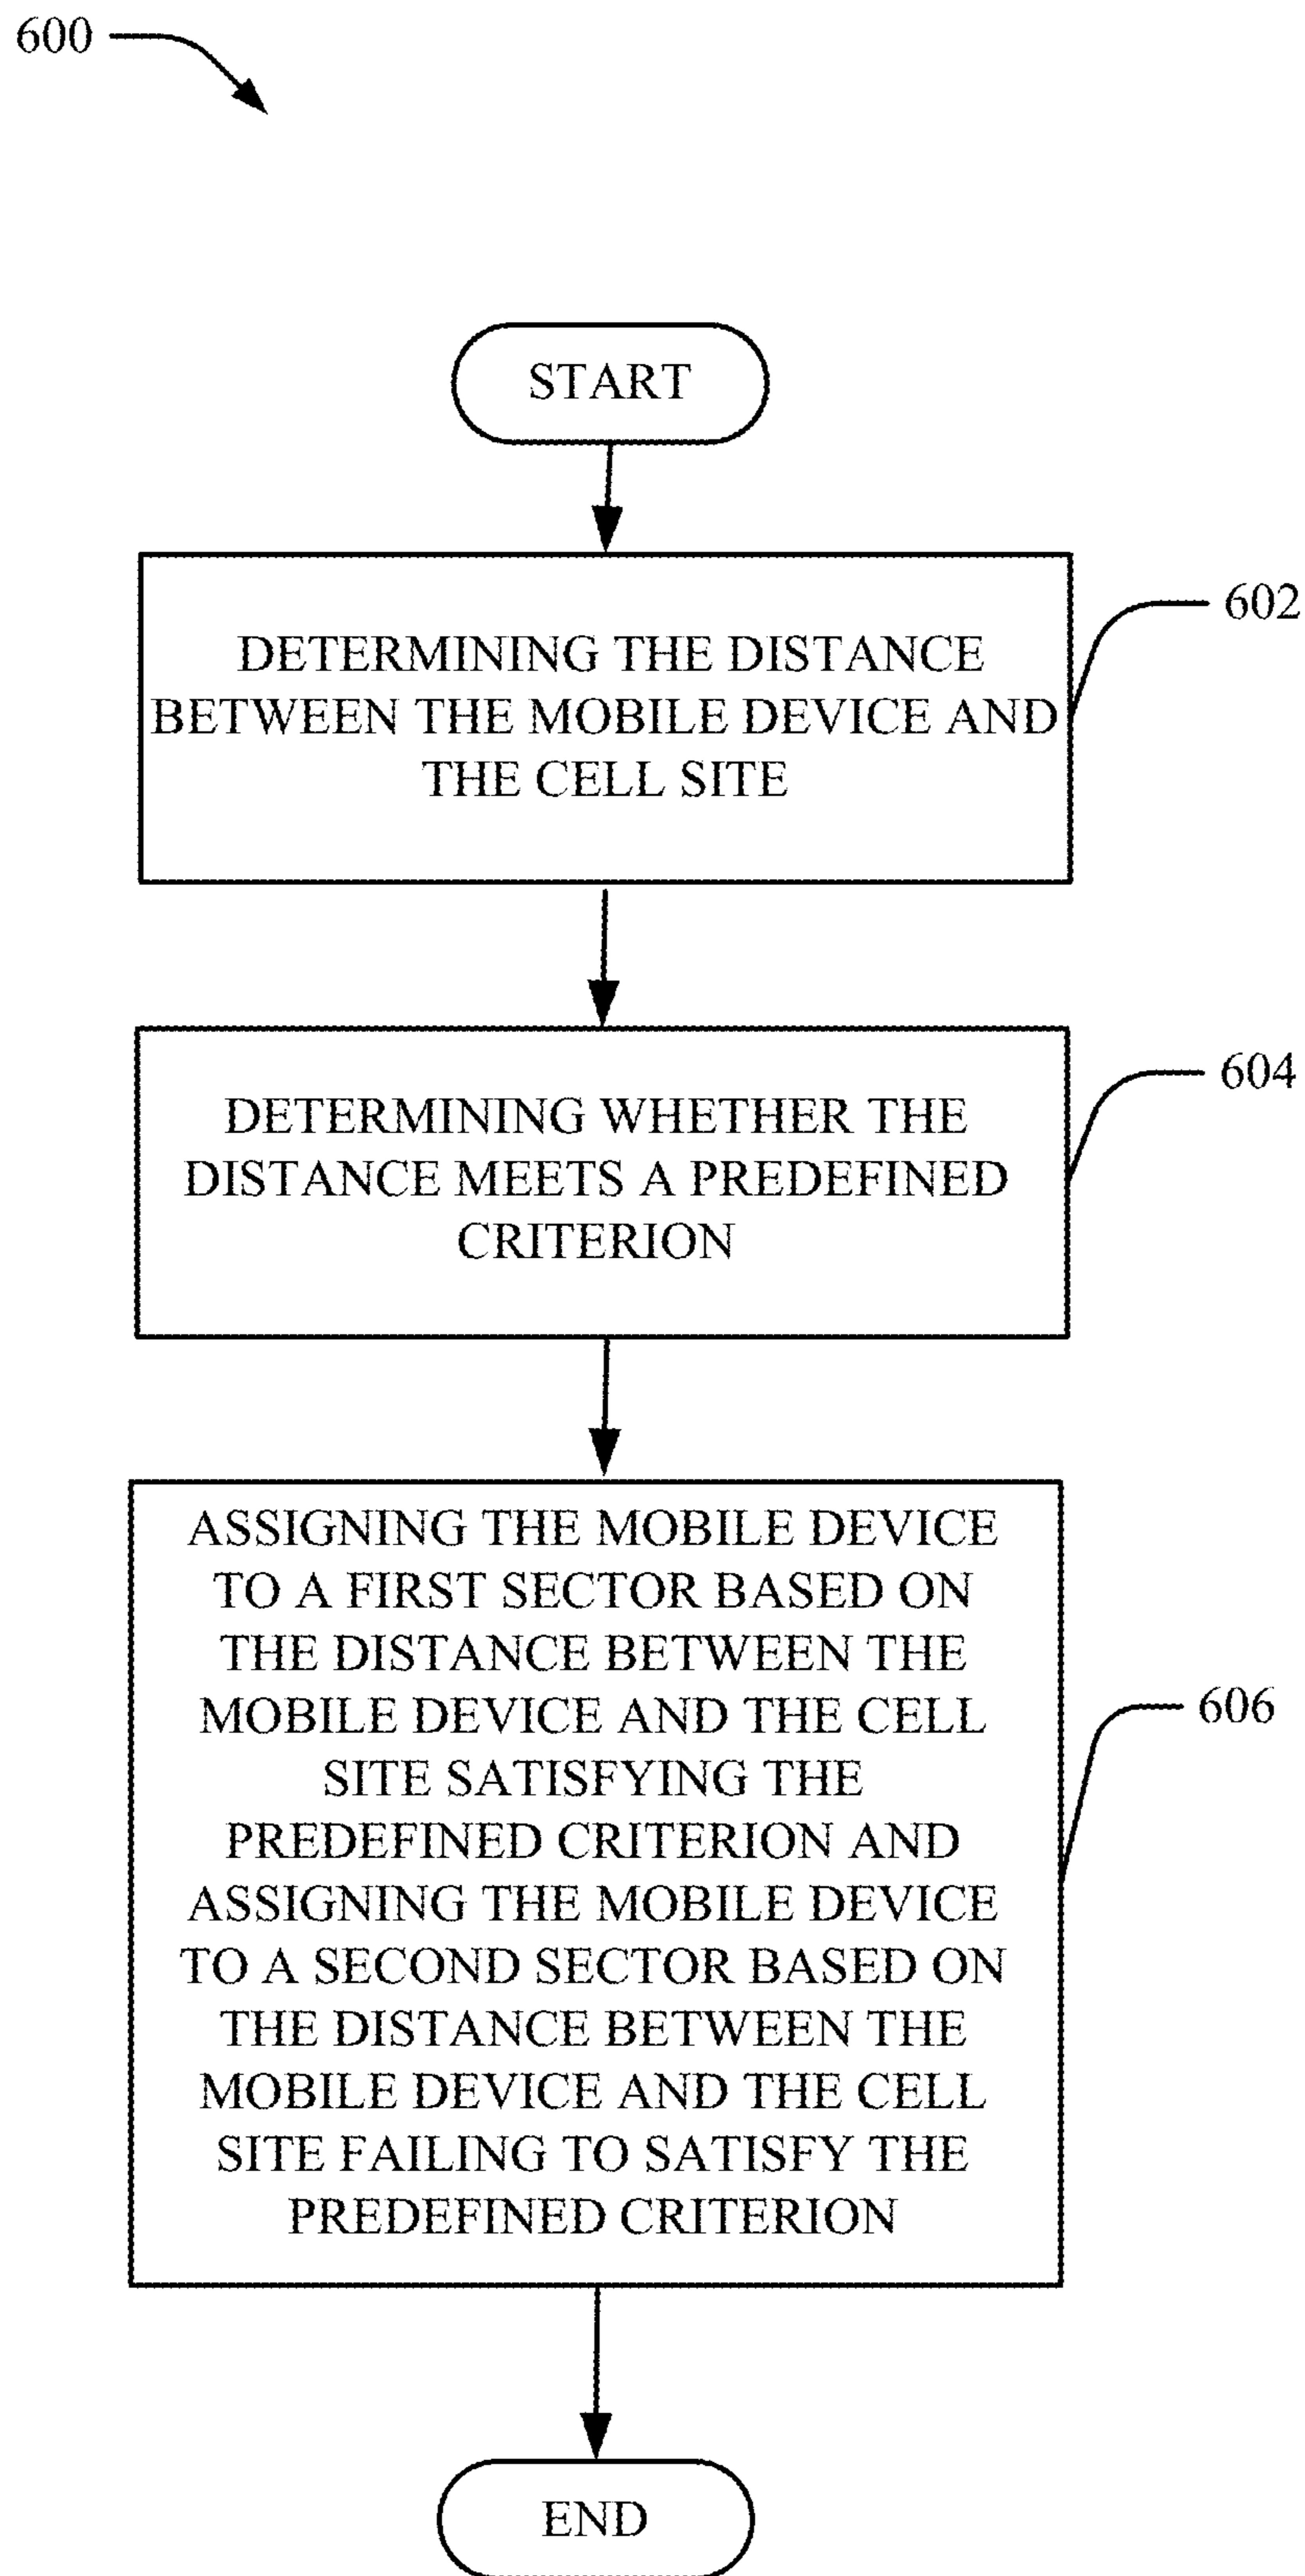 600
START
DETERMINING THE DISTANCE
BETWEEN THE MOBILE DEVICE AND
THE CELL SITE
602
DETERMINING WHETHER THE
DISTANCE MEETS A PREDEFINED
CRITERION
604
ASSIGNING THE MOBILE DEVICE
TO A FIRST SECTOR BASED ON
THE DISTANCE BETWEEN THE
MOBILE DEVICE AND THE CELL
SITE SATISFYING THE
PREDEFINED CRITERION AND
ASSIGNING THE MOBILE DEVICE
TO A SECOND SECTOR BASED ON
THE DISTANCE BETWEEN THE
MOBILE DEVICE AND THE CELL
SITE FAILING TO SATISFY THE
PREDEFINED CRITERION
606
END